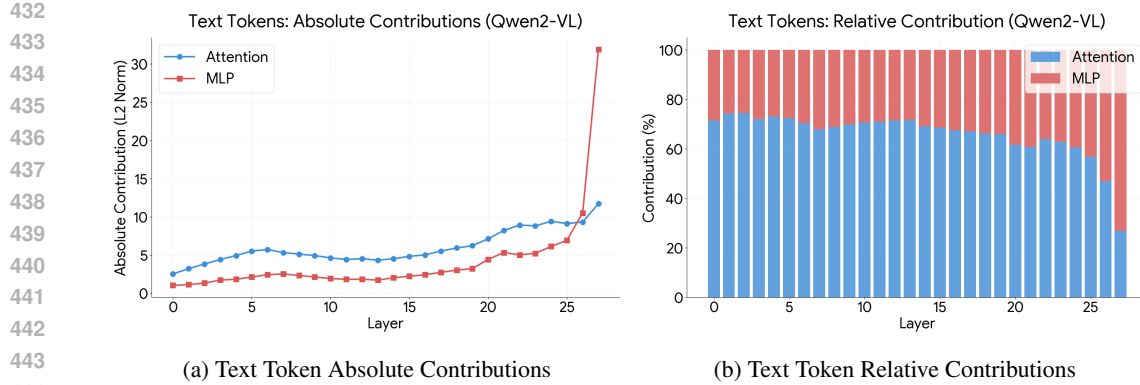 432
433
434
435
436
437
438
439
440
441
442
443
Text Tokens: Absolute Contributions (Qwen2-VL)
Absolute Contribution (L2 Norm)
30
25
20
15
10
5
0
Attention
MLP
0 5 10 15 20 25
Layer
(a) Text Token Absolute Contributions
Text Tokens: Relative Contribution (Qwen2-VL)
Contribution (%)
100
80
60
40
20
0
Attention
MLP
0 5 10 15 20 25
Layer
(b) Text Token Relative Contributions